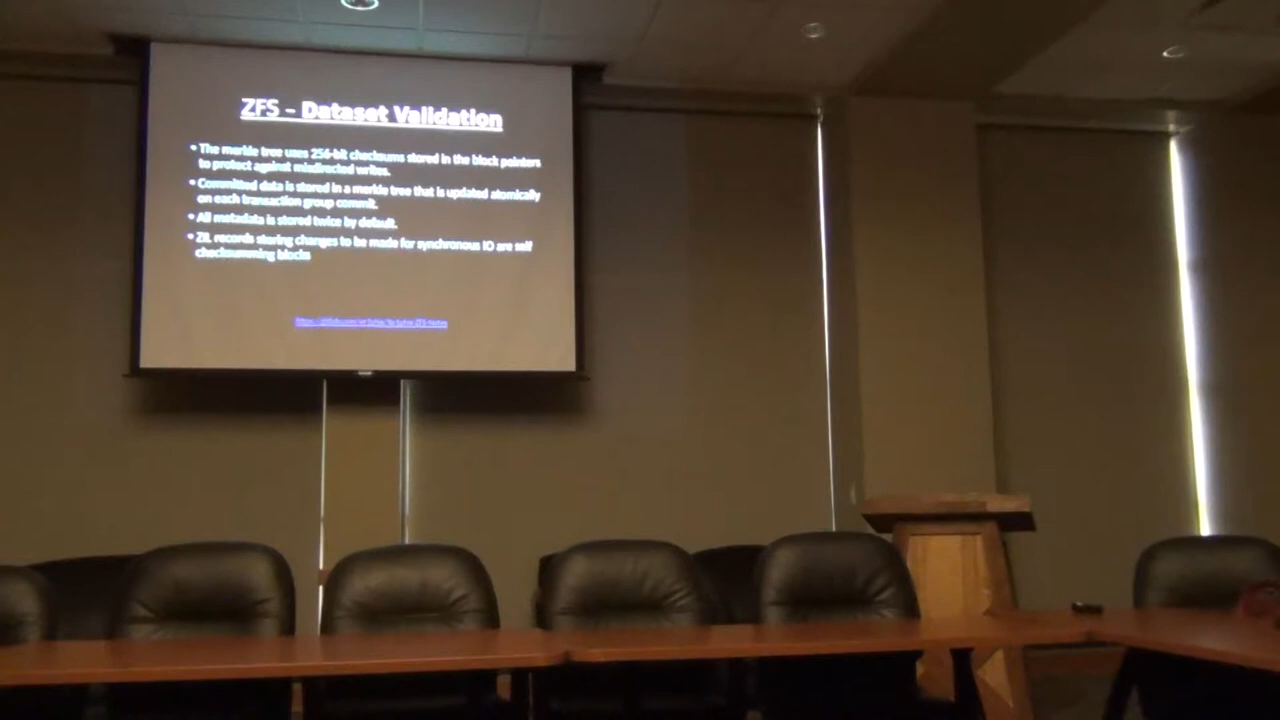 ZFS – Dataset Validation
• The merkle tree uses 256-bit checksums stored in the block pointers
to protect against misdirected writes.
• Committed data is stored in a merkle tree that is updated atomically
on each transaction group commit.
• All metadata is stored twice by default.
• ZIL records storing changes to be made for synchronous IO are self
checksumming blocks